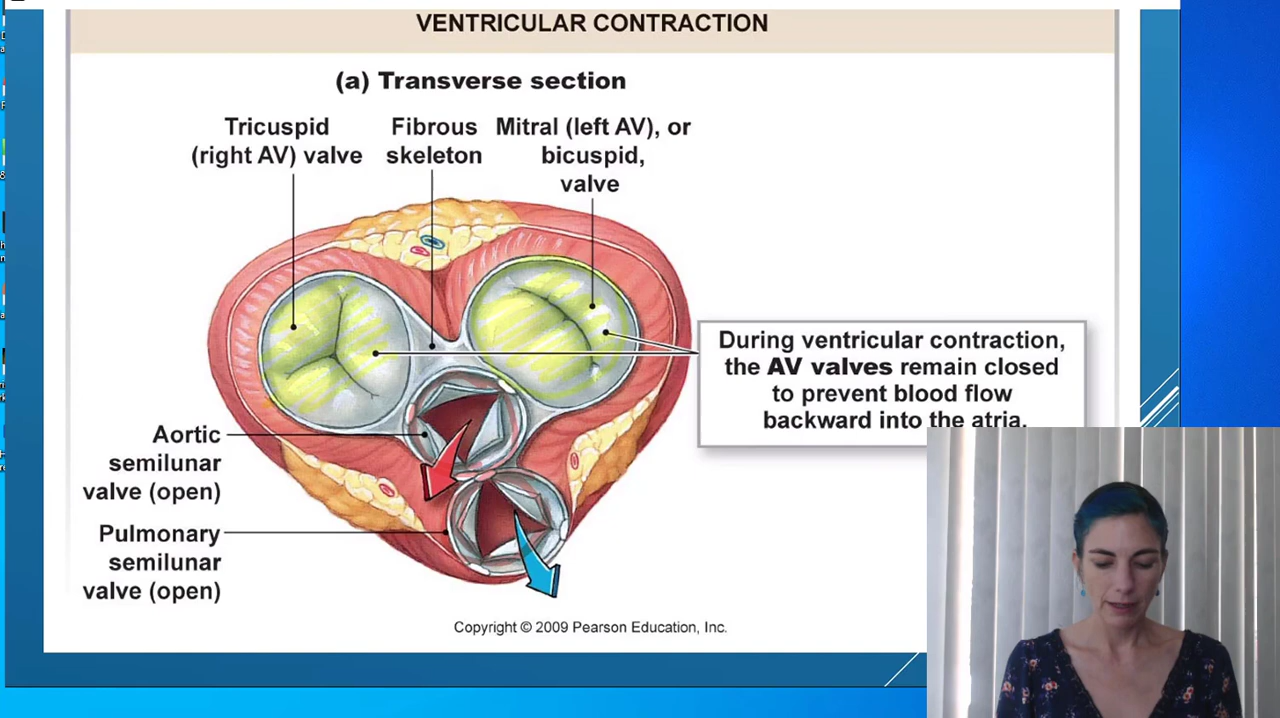 VENTRICULAR CONTRACTION
(a) Transverse section
Tricuspid
(right AV) valve
Fibrous
skeleton
Mitral (left AV), or
bicuspid,
valve
During ventricular contraction,
the AV valves remain closed
to prevent blood flow
backward into the atria.
Aortic
semilunar
valve (open)
Pulmonary
semilunar
valve (open)
Copyright © 2009 Pearson Education, Inc.